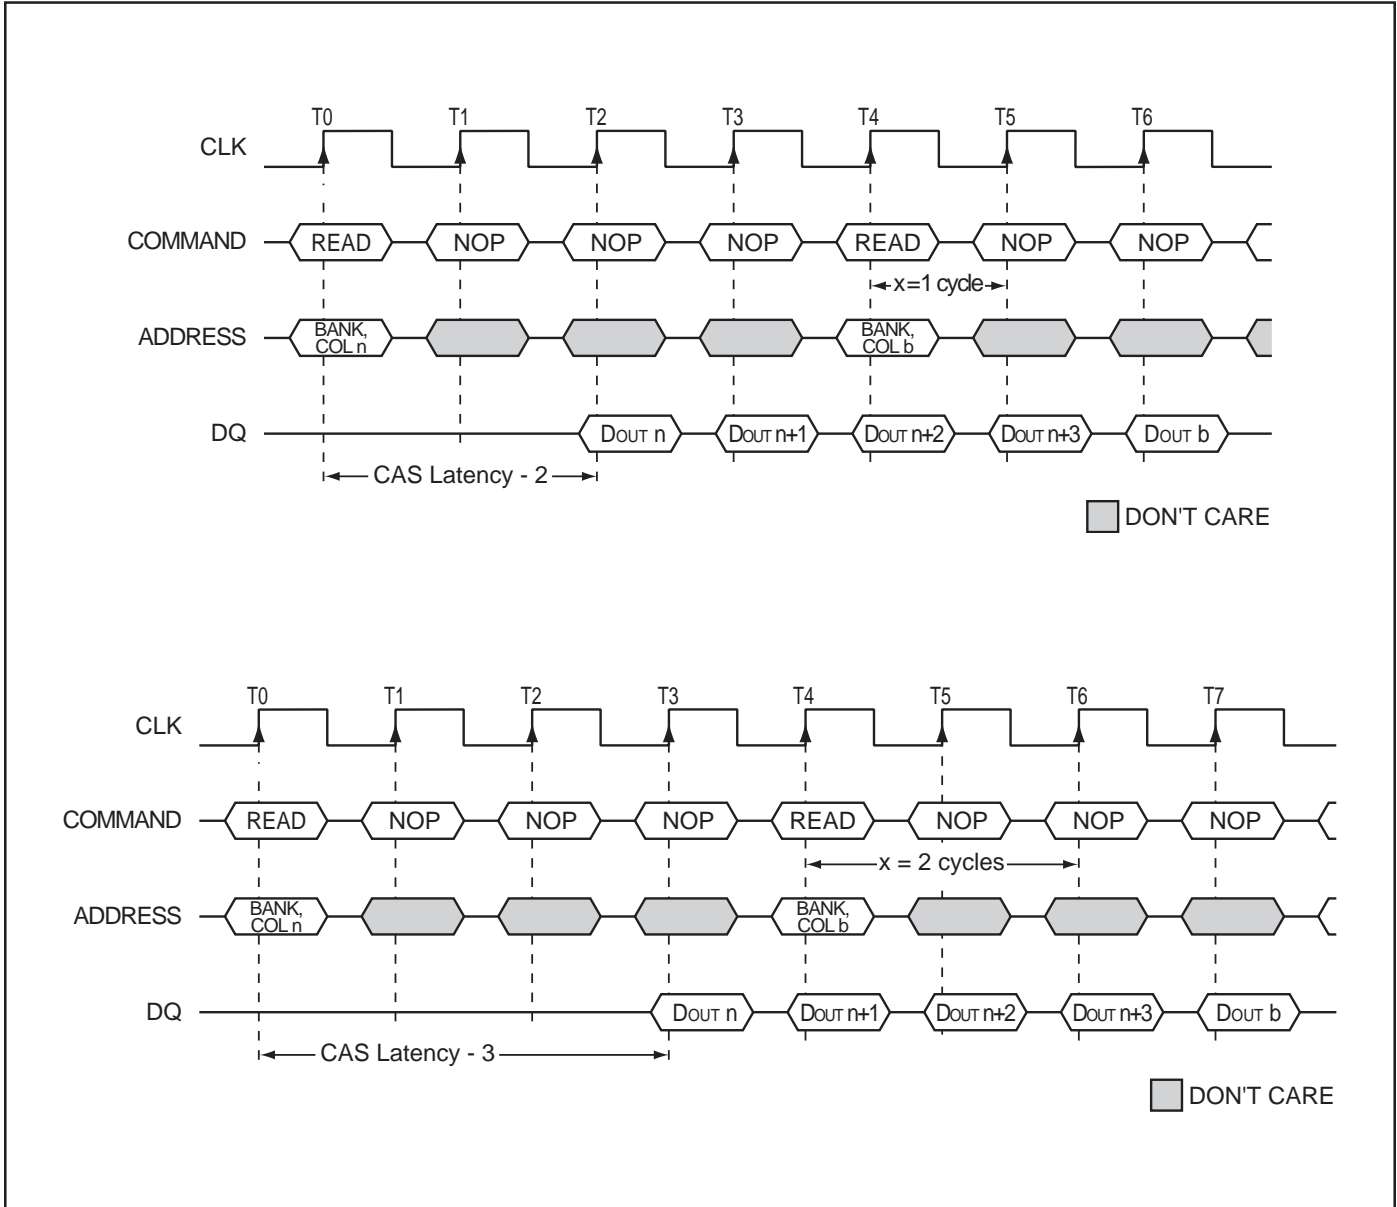 T0 T1 T2 T3 T4 T5 T6
CLK
COMMAND READ NOP NOP NOP READ NOP NOP
x=1 cycle
ADDRESS BANK, COL n BANK, COL b
DQ DOUT n DOUT n+1 DOUT n+2 DOUT n+3 DOUT b
CAS Latency - 2
DON'T CARE
T0 T1 T2 T3 T4 T5 T6 T7
CLK
COMMAND READ NOP NOP NOP READ NOP NOP NOP
x = 2 cycles
ADDRESS BANK, COL n BANK, COL b
DQ DOUT n DOUT n+1 DOUT n+2 DOUT n+3 DOUT b
CAS Latency - 3
DON'T CARE